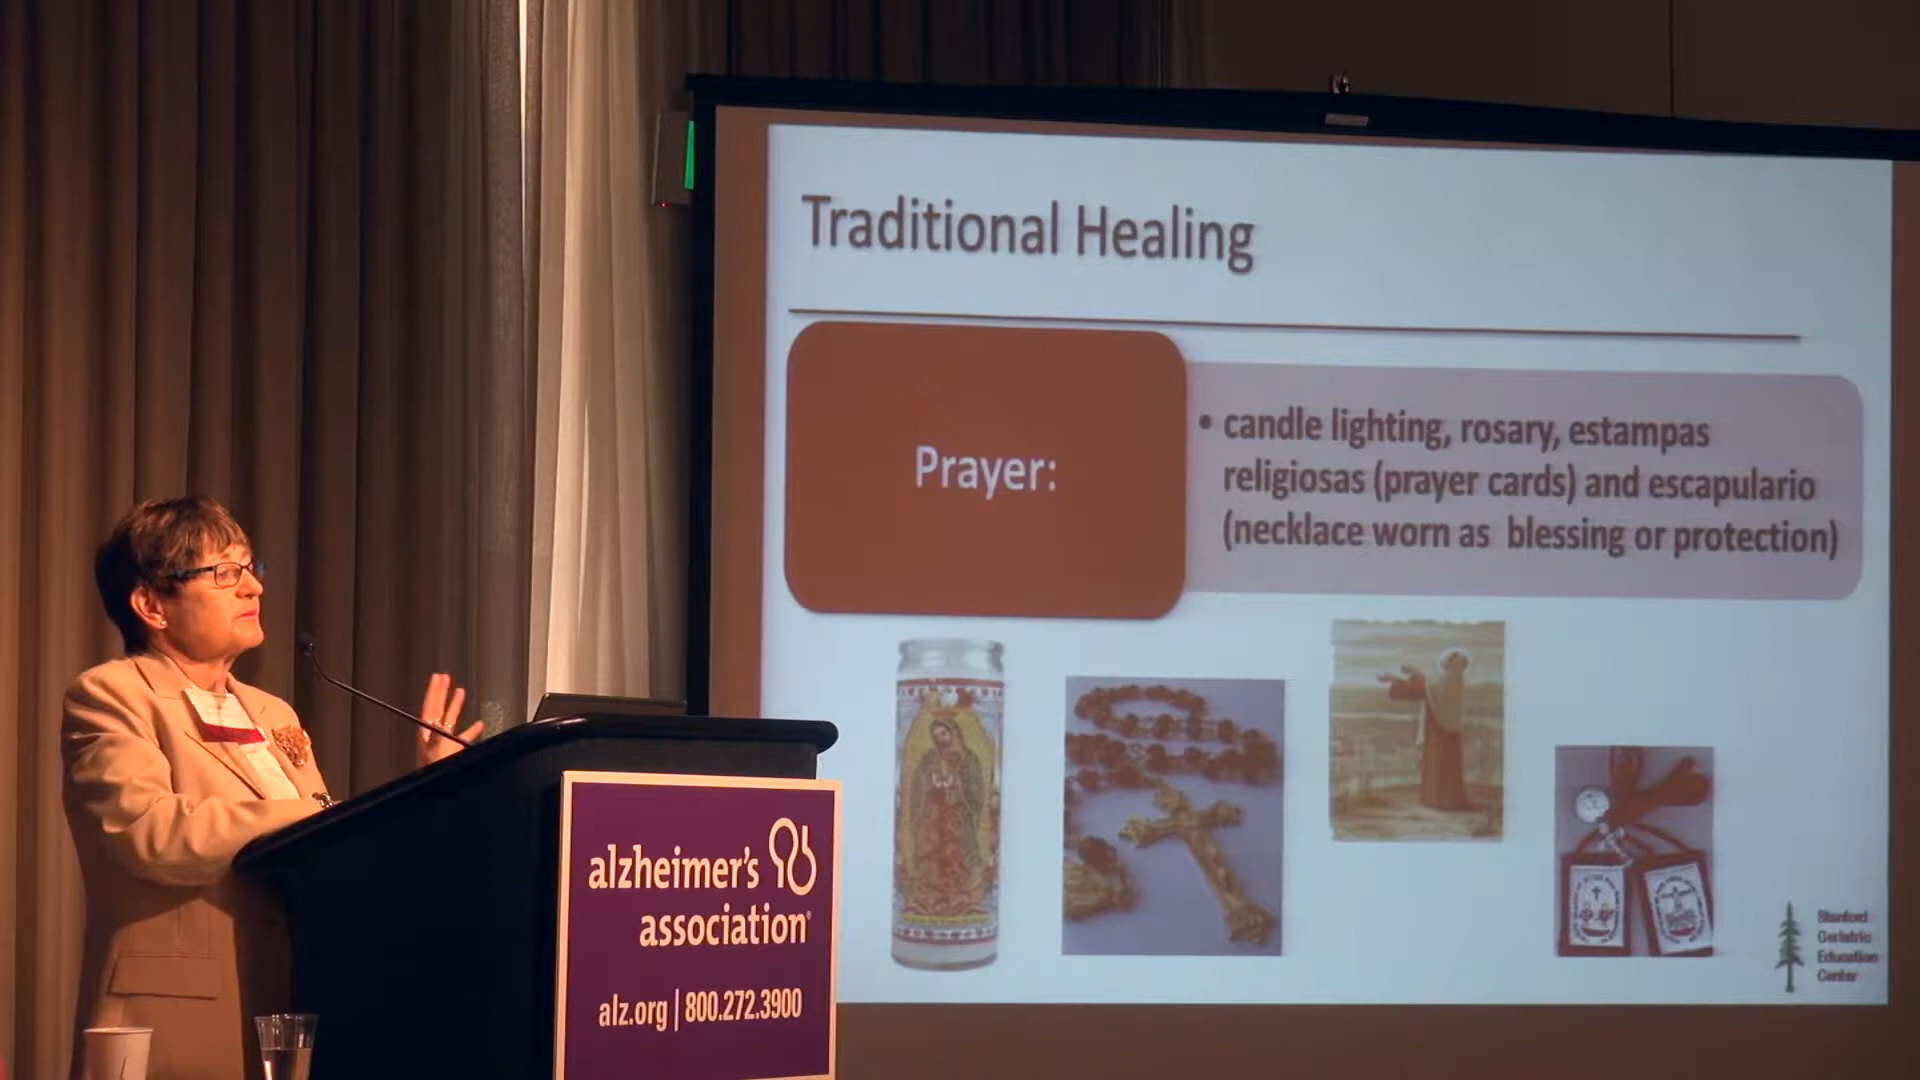 Traditional Healing
Prayer:
• candle lighting, rosary, estampas
religiosas (prayer cards) and escapulario
(necklace worn as blessing or protection)
Stanford
Geriatric
Education
Center
alzheimer's
association®
alz.org | 800.272.3900